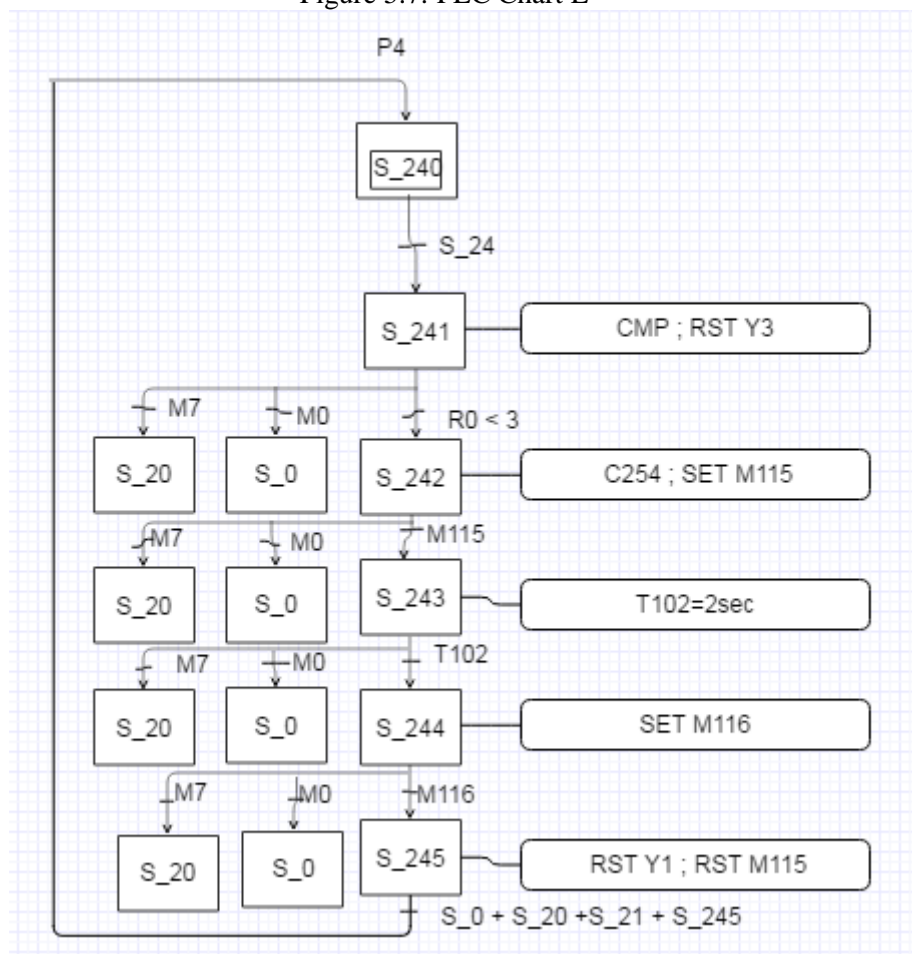 Figure 3.7. PLC Chart E
P4
S_240
S_24
S_241
CMP ; RST Y3
M7
M0
R0 < 3
S_20
S_0
S_242
C254 ; SET M115
M7
M0
M115
S_20
S_0
S_243
T102=2sec
M7
M0
T102
S_20
S_0
S_244
SET M116
M7
M0
M116
S_20
S_0
S_245
RST Y1 ; RST M115
S_0 + S_20 +S_21 + S_245